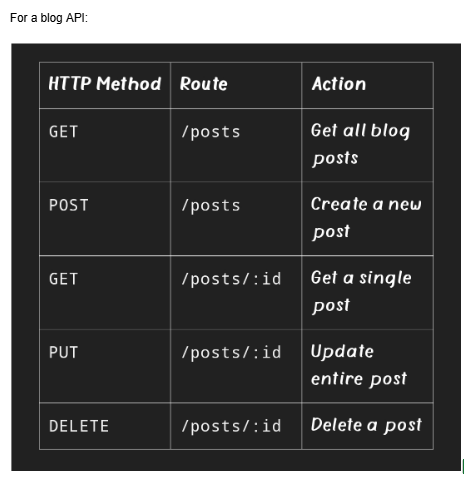 For a blog API:
HTTP Method Route Action
GET /posts Get all blog
posts
POST /posts Create a new
post
GET /posts/:id Get a single
post
PUT /posts/:id Update
entire post
DELETE /posts/:id Delete a post